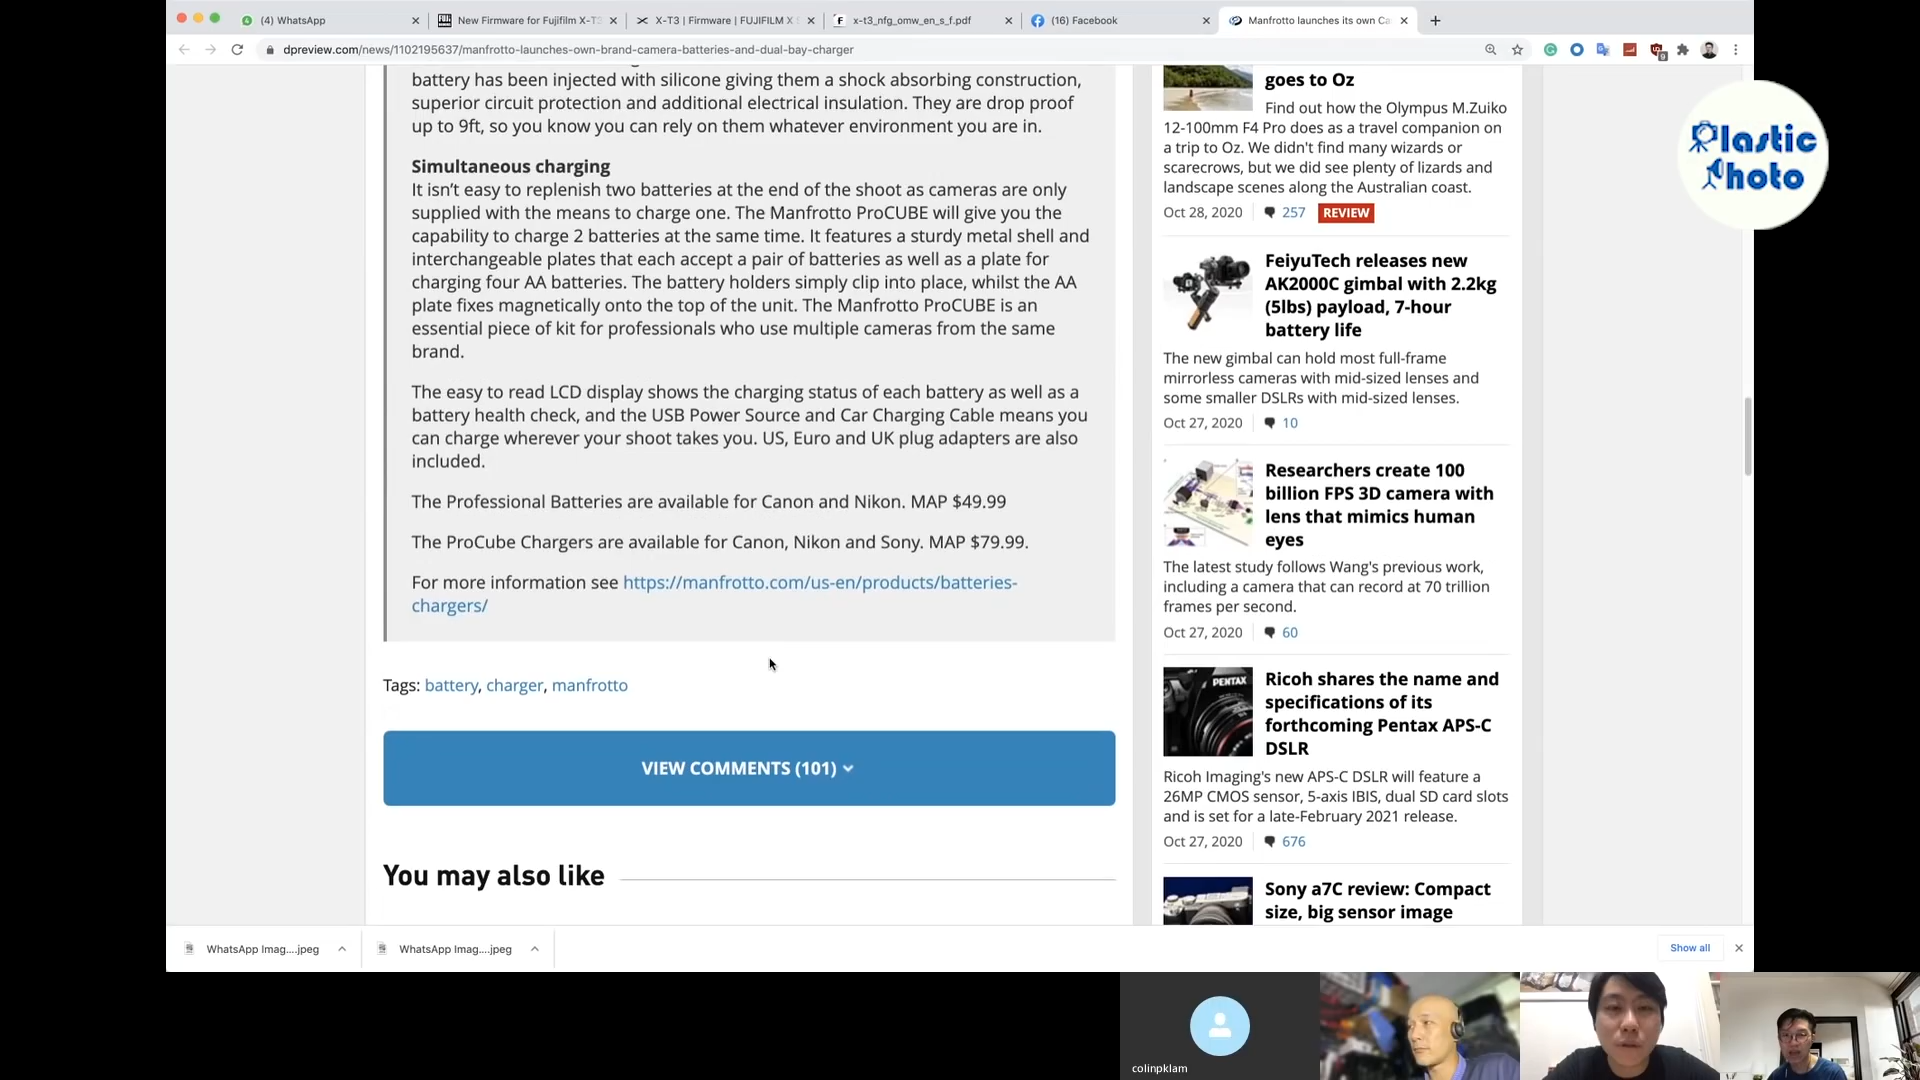 (4) WhatsApp
New Firmware for Fujifilm X-T
X-T3 | Firmware | FUJIFILM X
x-t3_nfg_omw_en_s_f.pdf
(16) Facebook
Manfrotto launches its own Ca
dpreview.com/news/1102195637/manfrotto-launches-own-brand-camera-batteries-and-dual-bay-charger
battery has been injected with silicone giving them a shock absorbing construction,
superior circuit protection and additional electrical insulation. They are drop proof
up to 9ft, so you know you can rely on them whatever environment you are in.
Simultaneous charging
It isn’t easy to replenish two batteries at the end of the shoot as cameras are only
supplied with the means to charge one. The Manfrotto ProCUBE will give you the
capability to charge 2 batteries at the same time. It features a sturdy metal shell and
interchangeable plates that each accept a pair of batteries as well as a plate for
charging four AA batteries. The battery holders simply clip into place, whilst the AA
plate fixes magnetically onto the top of the unit. The Manfrotto ProCUBE is an
essential piece of kit for professionals who use multiple cameras from the same
brand.
The easy to read LCD display shows the charging status of each battery as well as a
battery health check, and the USB Power Source and Car Charging Cable means you
can charge wherever your shoot takes you. US, Euro and UK plug adapters are also
included.
The Professional Batteries are available for Canon and Nikon. MAP $49.99
The ProCube Chargers are available for Canon, Nikon and Sony. MAP $79.99.
For more information see https://manfrotto.com/us-en/products/batteries-
chargers/
Tags: battery, charger, manfrotto
VIEW COMMENTS (101)
You may also like
goes to Oz
Find out how the Olympus M.Zuiko
12-100mm F4 Pro does as a travel companion on
a trip to Oz. We didn't find many wizards or
scarecrows, but we did see plenty of lizards and
landscape scenes along the Australian coast.
Oct 28, 2020 257 REVIEW
FeiyuTech releases new
AK2000C gimbal with 2.2kg
(5lbs) payload, 7-hour
battery life
The new gimbal can hold most full-frame
mirrorless cameras with mid-sized lenses and
some smaller DSLRs with mid-sized lenses.
Oct 27, 2020 10
Researchers create 100
billion FPS 3D camera with
lens that mimics human
eyes
The latest study follows Wang's previous work,
including a camera that can record at 70 trillion
frames per second.
Oct 27, 2020 60
PENTAX
Ricoh shares the name and
specifications of its
forthcoming Pentax APS-C
DSLR
Ricoh Imaging's new APS-C DSLR will feature a
26MP CMOS sensor, 5-axis IBIS, dual SD card slots
and is set for a late-February 2021 release.
Oct 27, 2020 676
Sony a7C review: Compact
size, big sensor image
Plastic
Photo
WhatsApp Imag....jpeg
WhatsApp Imag....jpeg
Show all
colinpklam